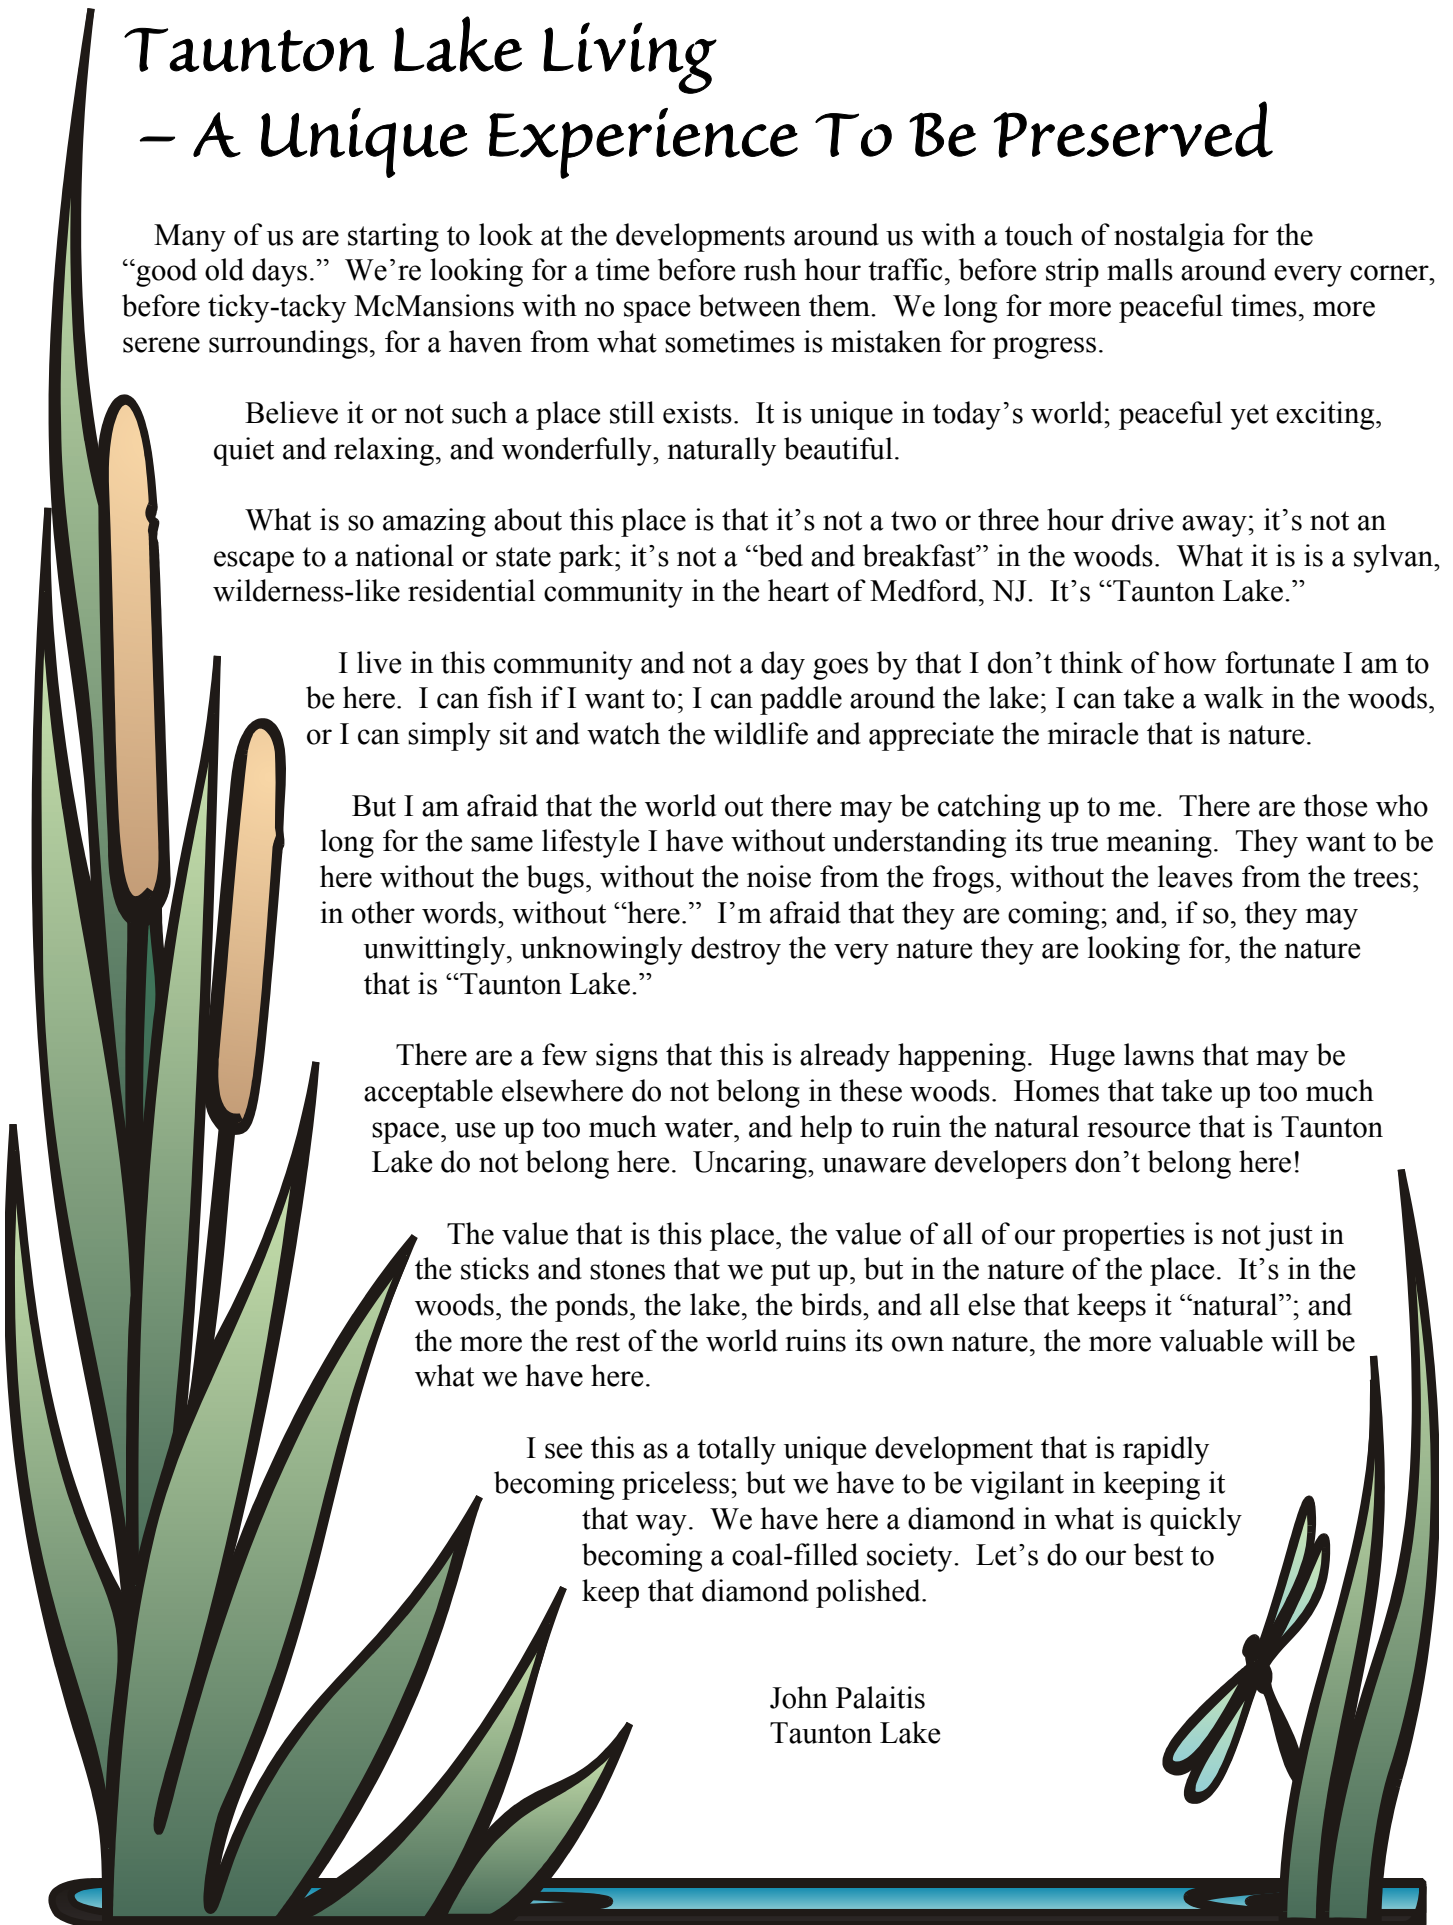 Taunton Lake Living
– A Unique Experience To Be Preserved
Many of us are starting to look at the developments around us with a touch of nostalgia for the
“good old days.” We’re looking for a time before rush hour traffic, before strip malls around every corner,
before ticky-tacky McMansions with no space between them. We long for more peaceful times, more
serene surroundings, for a haven from what sometimes is mistaken for progress.
Believe it or not such a place still exists. It is unique in today’s world; peaceful yet exciting,
quiet and relaxing, and wonderfully, naturally beautiful.
What is so amazing about this place is that it’s not a two or three hour drive away; it’s not an
escape to a national or state park; it’s not a “bed and breakfast” in the woods. What it is is a sylvan,
wilderness-like residential community in the heart of Medford, NJ. It’s “Taunton Lake.”
I live in this community and not a day goes by that I don’t think of how fortunate I am to
be here. I can fish if I want to; I can paddle around the lake; I can take a walk in the woods,
or I can simply sit and watch the wildlife and appreciate the miracle that is nature.
But I am afraid that the world out there may be catching up to me. There are those who
long for the same lifestyle I have without understanding its true meaning. They want to be
here without the bugs, without the noise from the frogs, without the leaves from the trees;
in other words, without “here.” I’m afraid that they are coming; and, if so, they may
unwittingly, unknowingly destroy the very nature they are looking for, the nature
that is “Taunton Lake.”
There are a few signs that this is already happening. Huge lawns that may be
acceptable elsewhere do not belong in these woods. Homes that take up too much
space, use up too much water, and help to ruin the natural resource that is Taunton
Lake do not belong here. Uncaring, unaware developers don’t belong here!
The value that is this place, the value of all of our properties is not just in
the sticks and stones that we put up, but in the nature of the place. It’s in the
woods, the ponds, the lake, the birds, and all else that keeps it “natural”; and
the more the rest of the world ruins its own nature, the more valuable will be
what we have here.
I see this as a totally unique development that is rapidly
becoming priceless; but we have to be vigilant in keeping it
that way. We have here a diamond in what is quickly
becoming a coal-filled society. Let’s do our best to
keep that diamond polished.
John Palaitis
Taunton Lake